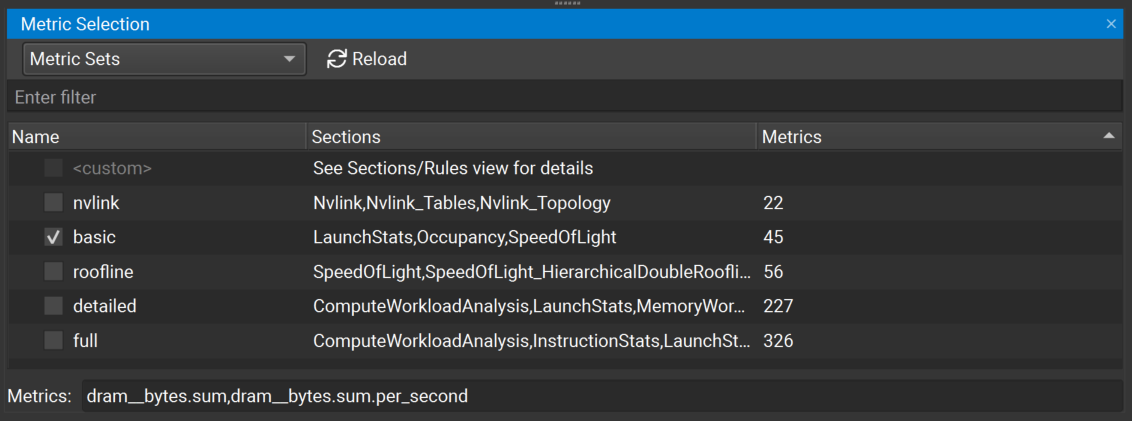 Metric Selection
Metric Sets Reload
Enter filter
Name Sections Metrics
<custom> See Sections/Rules view for details
nvlink Nvlink,Nvlink_Tables,Nvlink_Topology 22
basic LaunchStats,Occupancy,SpeedOfLight 45
roofline SpeedOfLight,SpeedOfLight_HierarchicalDoubleRoofli... 56
detailed ComputeWorkloadAnalysis,LaunchStats,MemoryWor... 227
full ComputeWorkloadAnalysis,InstructionStats,LaunchSt... 326
Metrics: dram__bytes.sum,dram__bytes.sum.per_second